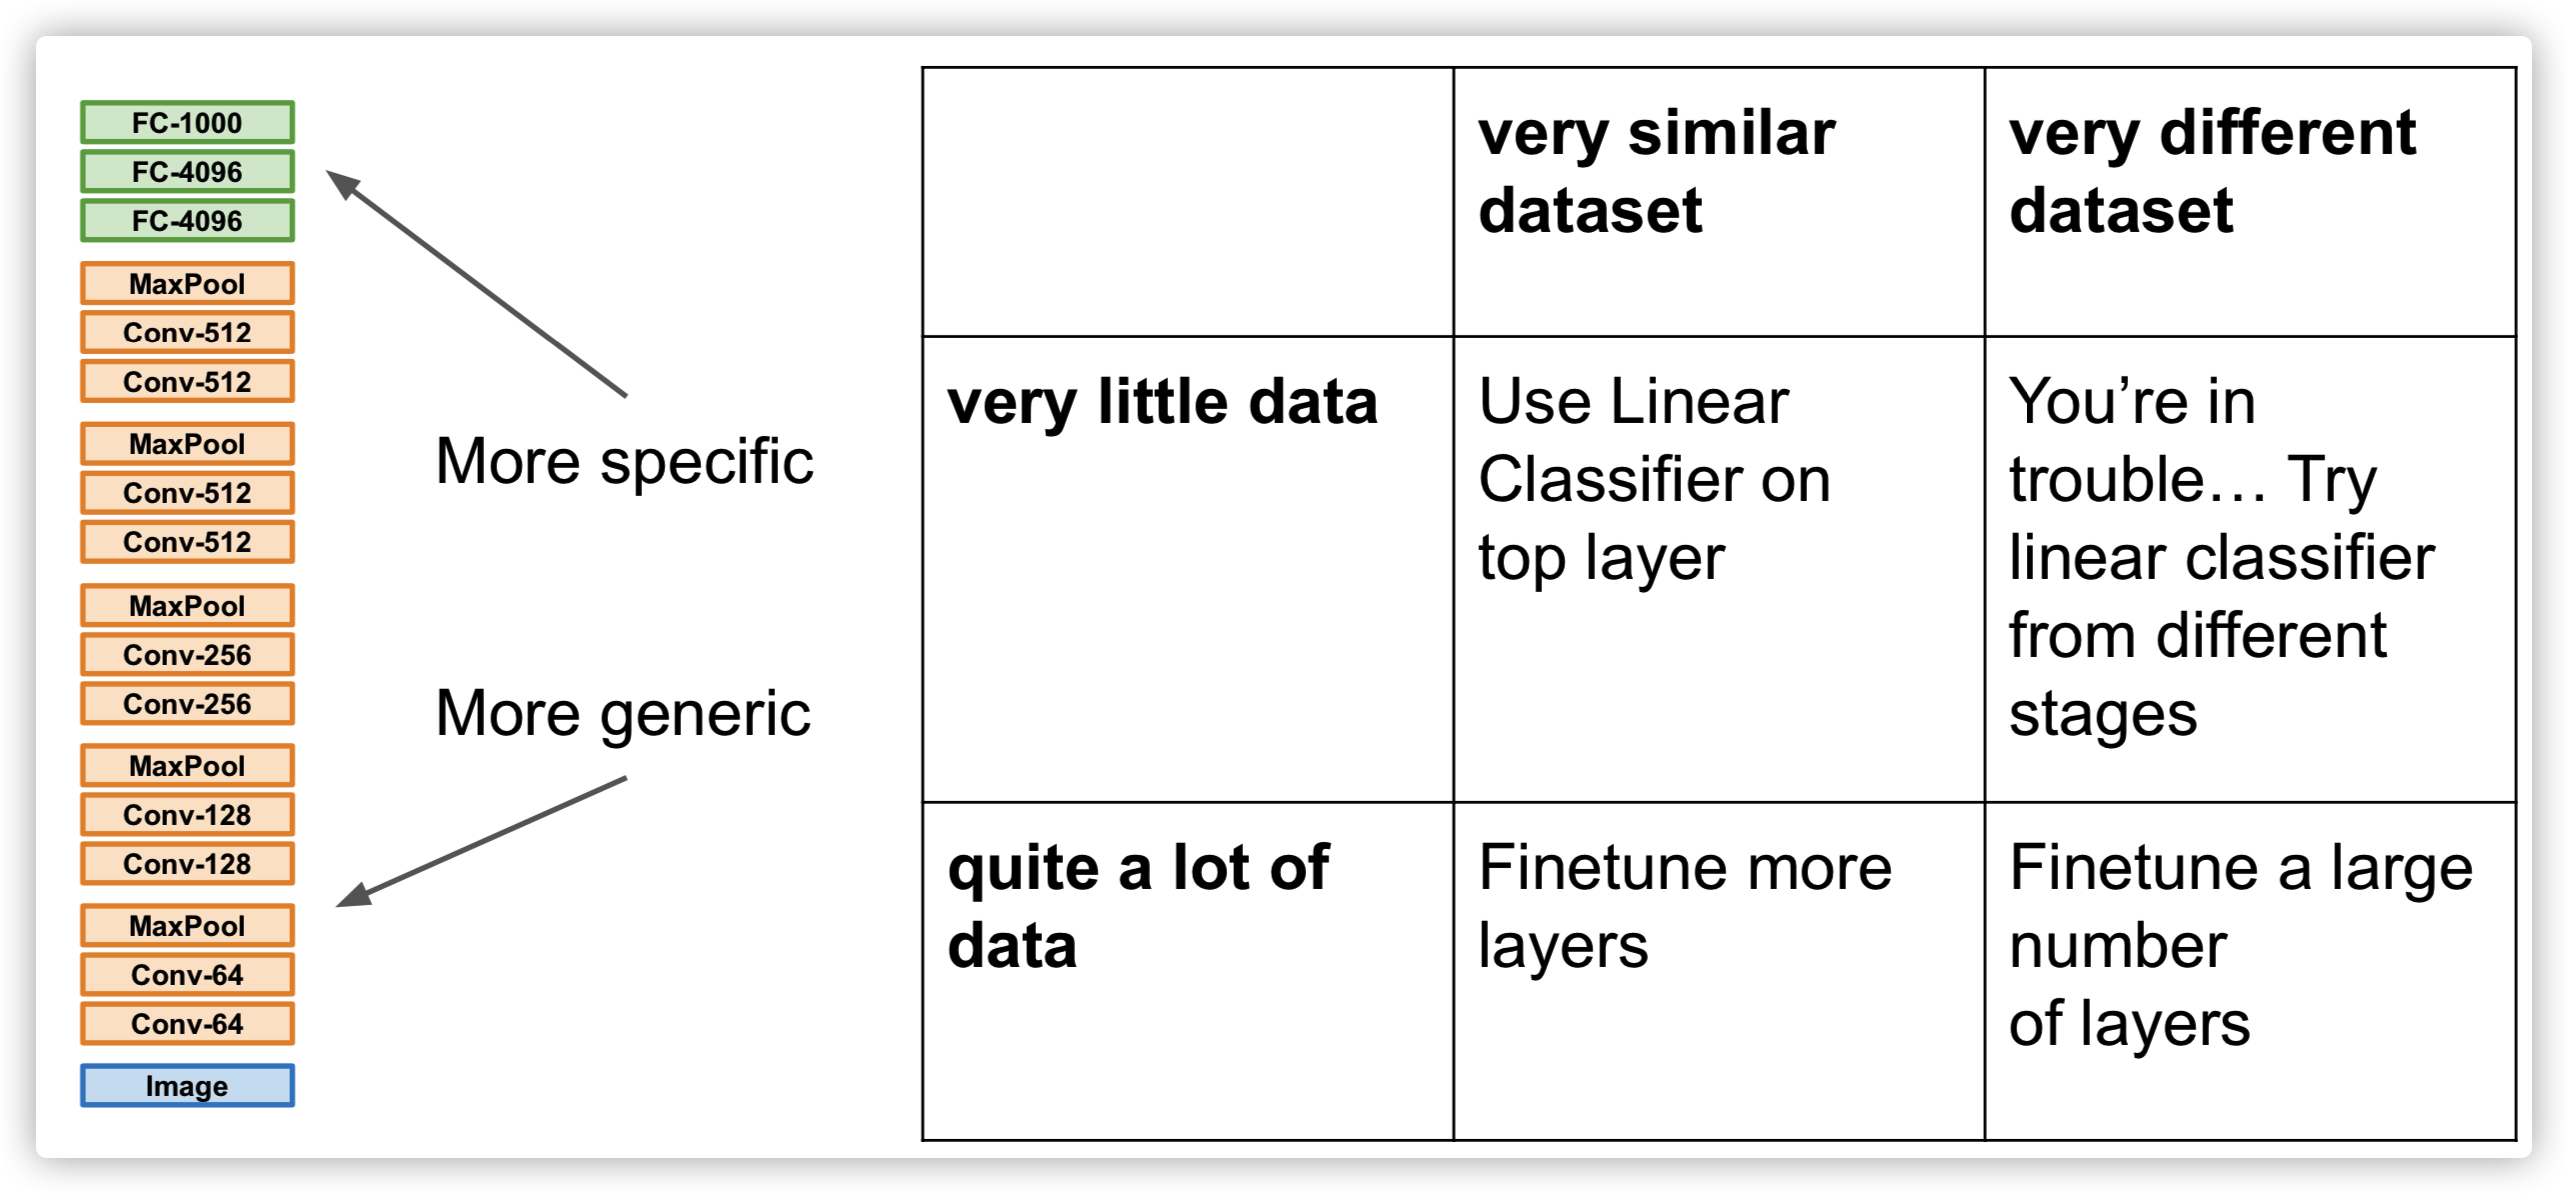 FC-1000
FC-4096
FC-4096
MaxPool
Conv-512
Conv-512
MaxPool
Conv-512
Conv-512
MaxPool
Conv-256
Conv-256
MaxPool
Conv-128
Conv-128
MaxPool
Conv-64
Conv-64
Image
More specific
More generic
very similar
dataset
very different
dataset
very little data
Use Linear
Classifier on
top layer
You’re in
trouble… Try
linear classifier
from different
stages
quite a lot of
data
Finetune more
layers
Finetune a large
number
of layers